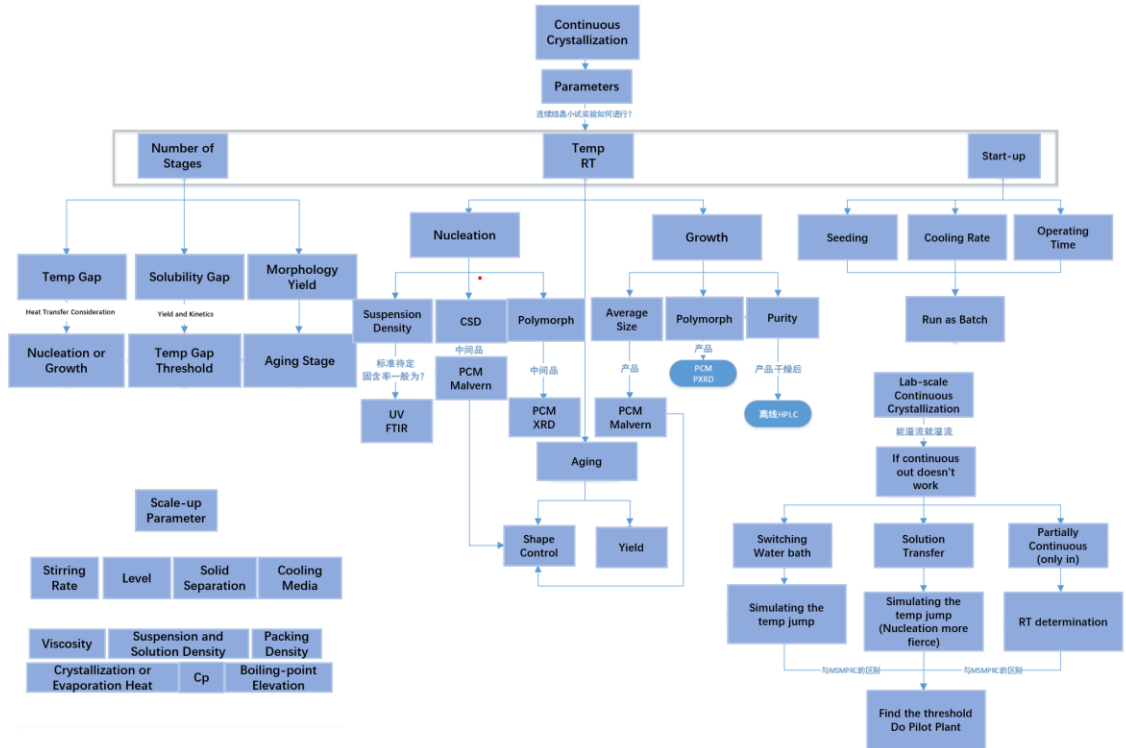 Continuous
Crystallization
Parameters
连续结晶小试实验如何进行?
Number of
Stages
Temp
RT
Start-up
Nucleation
Growth
Seeding
Cooling Rate
Operating
Time
Temp Gap
Solubility Gap
Morphology
Yield
Heat Transfer Consideration
Yield and Kinetics
Suspension
Density
CSD
Polymorph
Average
Size
Polymorph
Purity
Run as Batch
Nucleation or
Growth
Temp Gap
Threshold
Aging Stage
标准待定
固含率一般为?
中间品
PCM
Malvern
中间品
产品
产品
PCM
PXRD
产品干燥后
UV
FTIR
PCM
XRD
PCM
Malvern
离线HPLC
Lab-scale
Continuous
Crystallization
能溢流就溢流
If continuous
out doesn't
work
Aging
Shape
Control
Yield
Switching
Water bath
Solution
Transfer
Partially
Continuous
(only in)
Simulating the
temp jump
Simulating the
temp jump
(Nucleation more
fierce)
RT determination
与MSMPRC的区别
与MSMPRC的区别
Find the threshold
Do Pilot Plant
Scale-up
Parameter
Stirring
Rate
Level
Solid
Separation
Cooling
Media
Viscosity
Suspension and
Solution Density
Packing
Density
Crystallization or
Evaporation Heat
Cp
Boiling-point
Elevation